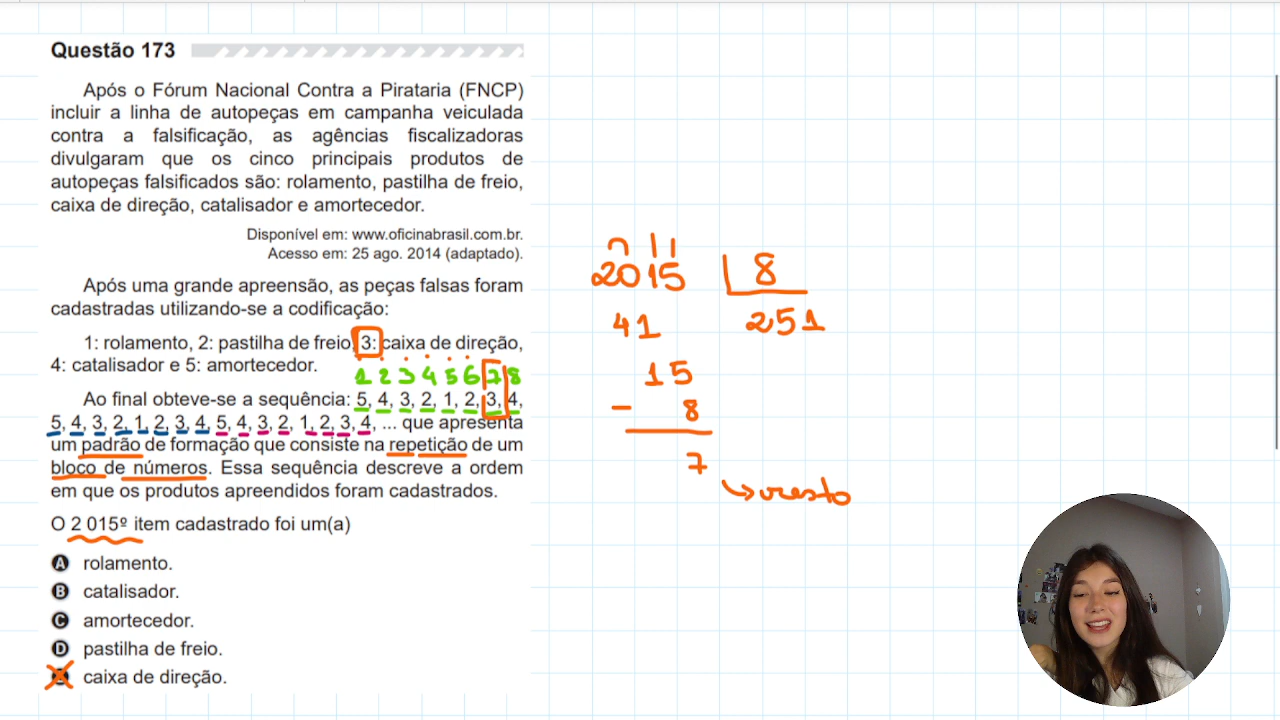 Questão 173
Após o Fórum Nacional Contra a Pirataria (FNCP)
incluir a linha de autopeças em campanha veiculada
contra a falsificação, as agências fiscalizadoras
divulgaram que os cinco principais produtos de
autopeças falsificados são: rolamento, pastilha de freio,
caixa de direção, catalisador e amortecedor.
Disponível em: www.oficinabrasil.com.br.
Acesso em: 25 ago. 2014 (adaptado).
Após uma grande apreensão, as peças falsas foram
cadastradas utilizando-se a codificação:
1: rolamento, 2: pastilha de freio, 3: caixa de direção,
4: catalisador e 5: amortecedor.
1 2 3 4 5 6 7 8
Ao final obteve-se a sequência: 5, 4, 3, 2, 1, 2, 3, 4,
5, 4, 3, 2, 1, 2, 3, 4, 5, 4, 3, 2, 1, 2, 3, 4, ... que apresenta
um padrão de formação que consiste na repetição de um
bloco de números. Essa sequência descreve a ordem
em que os produtos apreendidos foram cadastrados.
O 2 015º item cadastrado foi um(a)
A rolamento.
B catalisador.
C amortecedor.
D pastilha de freio.
caixa de direção.
2015 8
41 251
15
- 8
7
resto